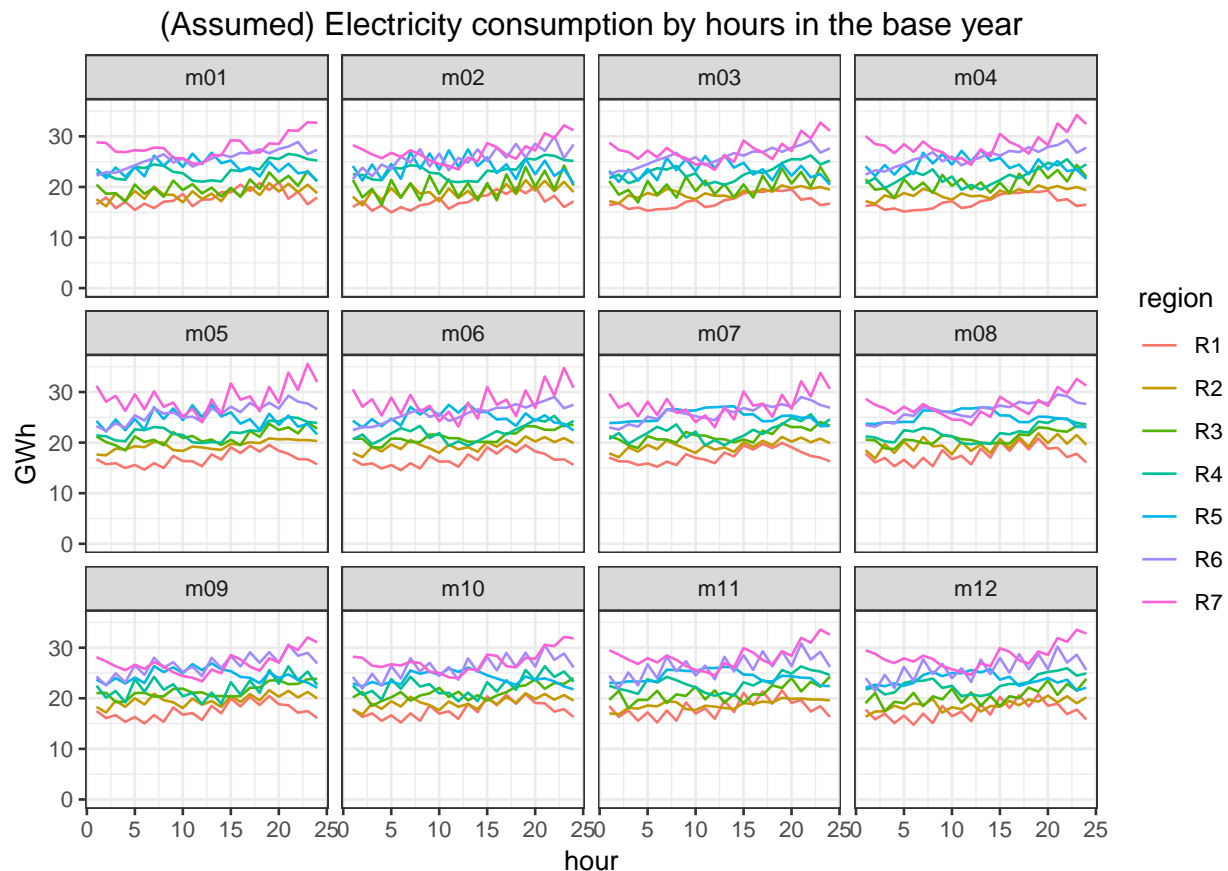 (Assumed) Electricity consumption by hours in the base year
m01 m02 m03 m04
30
20
10
0
m05 m06 m07 m08
30
20
10
0
m09 m10 m11 m12
30
20
10
0
0 5 10 15 20 25 0 5 10 15 20 25 0 5 10 15 20 25 0 5 10 15 20 25
hour
GWh
region
R1
R2
R3
R4
R5
R6
R7